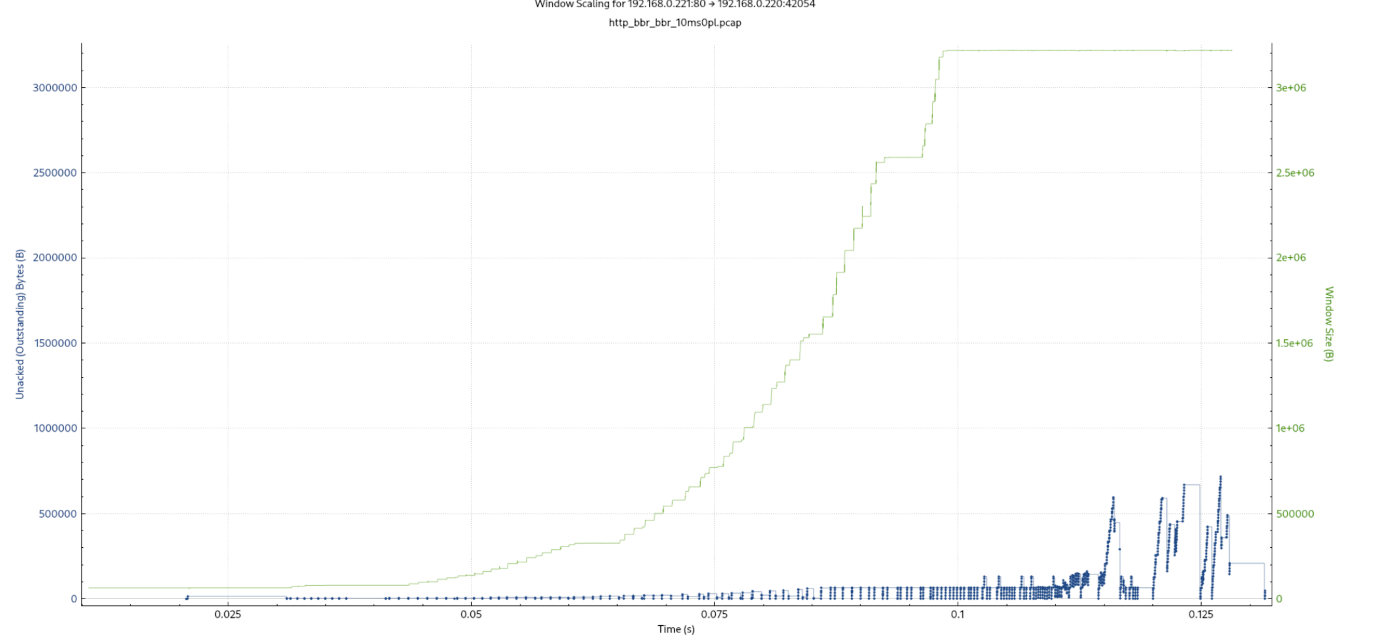 Window Scaling for 192.168.0.221:80 → 192.168.0.220:42054
http_bbr_bbr_10ms0pl.pcap
Unacked (Outstanding) Bytes (B)
3000000
2500000
2000000
1500000
1000000
500000
0
3e+06
2.5e+06
2e+06
1.5e+06
1e+06
500000
0
Window Size (B)
0.025
0.05
0.075
0.1
0.125
Time (s)